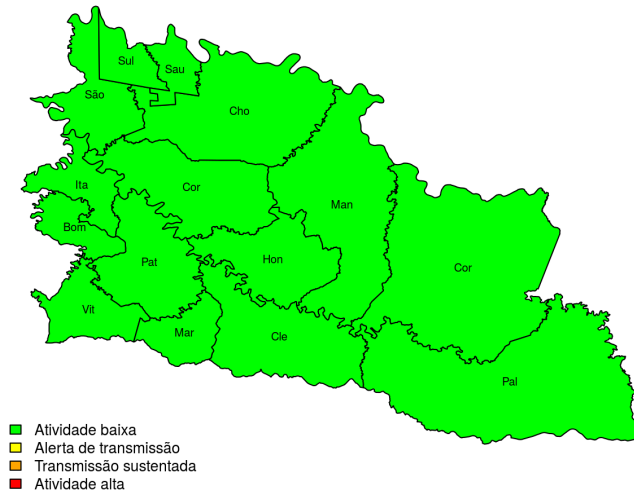 Sul
Sau
São
Cho
Ita
Cor
Man
Bom
Pat
Hon
Cor
Vit
Mar
Cle
Pal
Atividade baixa
Alerta de transmissão
Transmissão sustentada
Atividade alta